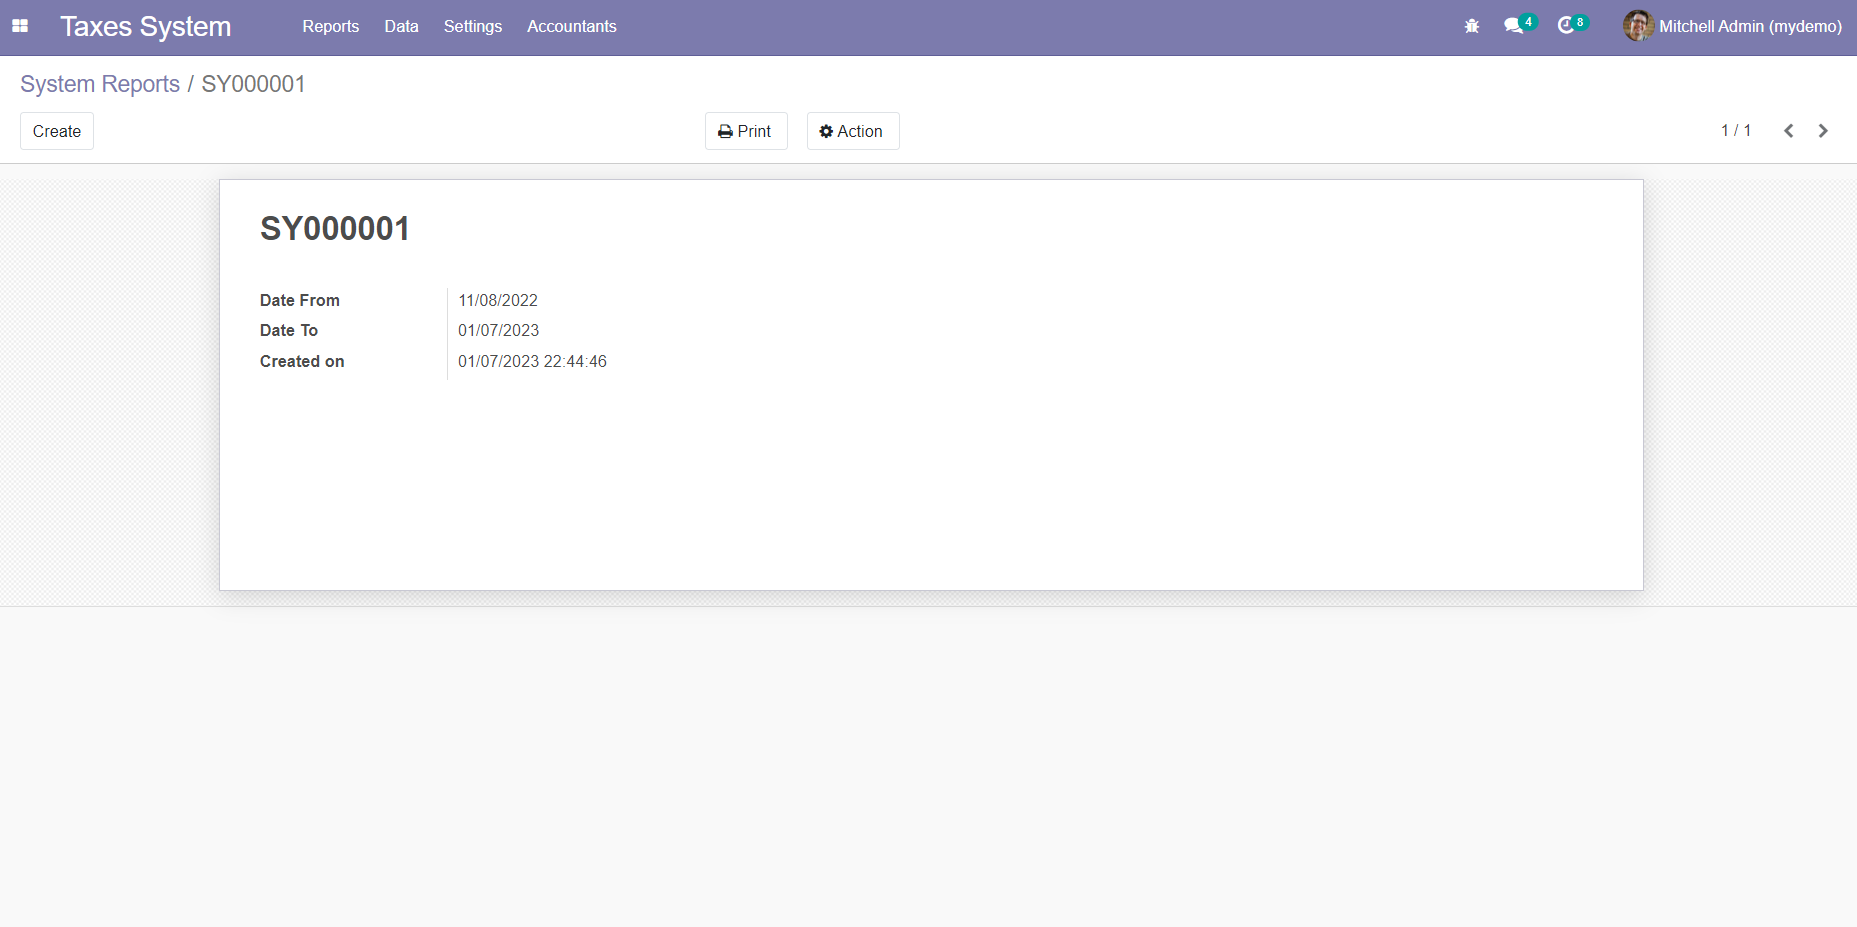 Taxes System Reports Data Settings Accountants 4 8 Mitchell Admin (mydemo)
System Reports / SY000001
Create Print Action 1 / 1
SY000001
Date From 11/08/2022
Date To 01/07/2023
Created on 01/07/2023 22:44:46